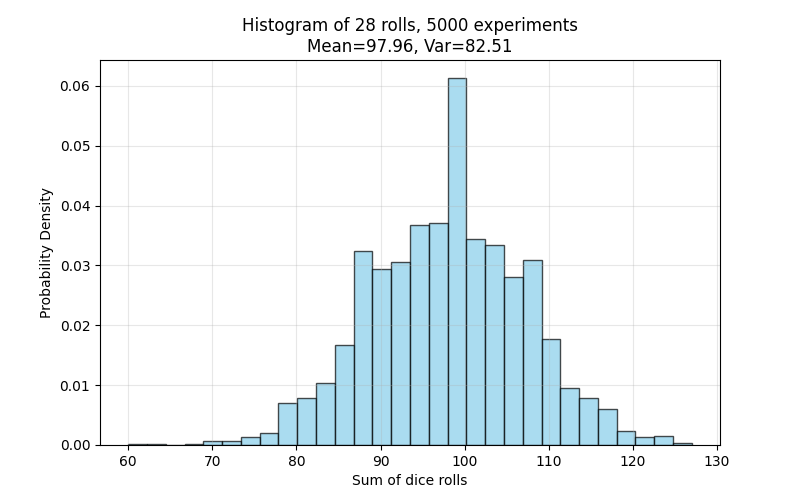 Histogram of 28 rolls, 5000 experiments
Mean=97.96, Var=82.51
Probability Density
0.06
0.05
0.04
0.03
0.02
0.01
0.00
60 70 80 90 100 110 120 130
Sum of dice rolls